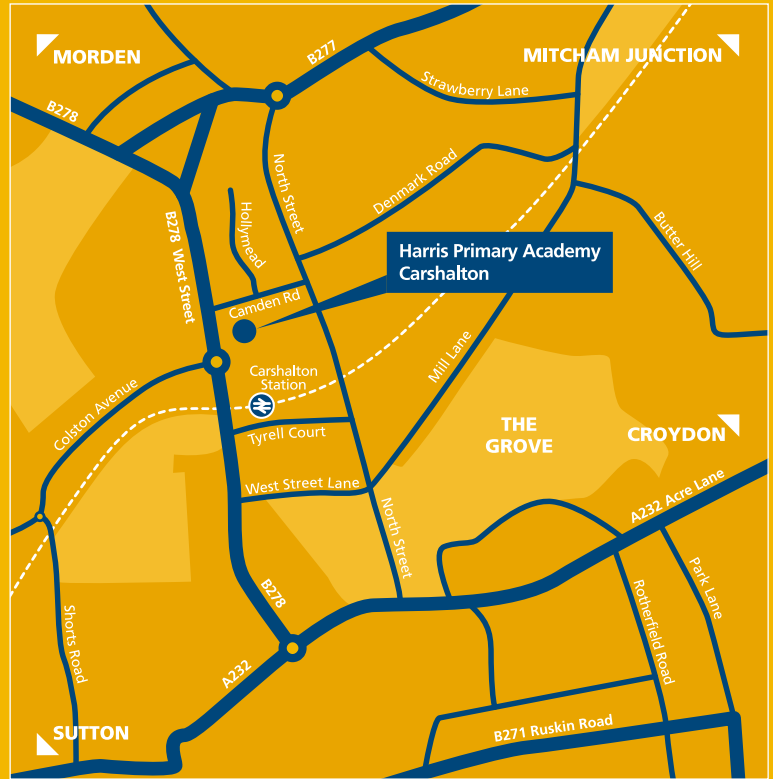 MORDEN
B277
MITCHAM JUNCTION
Strawberry Lane
B278
North Street
Denmark Road
Hollymead
B278 West Street
Butter Hill
Harris Primary Academy
Carshalton
Camden Rd
Mill Lane
Carshalton
Station
Colston Avenue
THE
GROVE
CROYDON
Tyrell Court
West Street Lane
A232 Acre Lane
North Street
B278
Park Lane
Rotherfield Road
Shorts Road
A232
B271 Ruskin Road
SUTTON